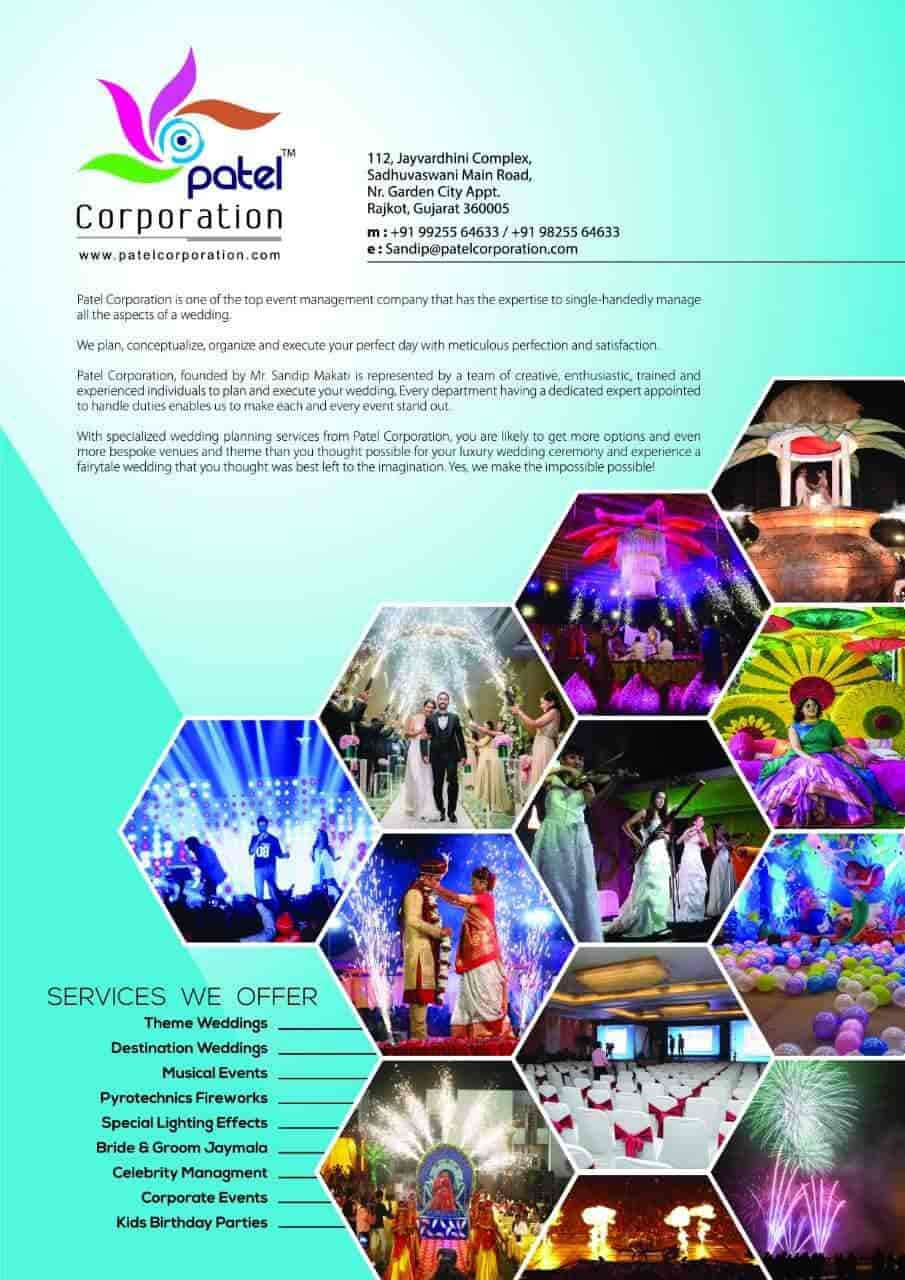 patel™
Corporation
www.patelcorporation.com
112, Jayvardhini Complex,
Sadhuvaswani Main Road,
Nr. Garden City Appt.
Rajkot, Gujarat 360005
m : +91 99255 64633 / +91 98255 64633
e : Sandip@patelcorporation.com
Patel Corporation is one of the top event management company that has the expertise to single-handedly manage
all the aspects of a wedding.
We plan, conceptualize, organize and execute your perfect day with meticulous perfection and satisfaction.
Patel Corporation, founded by Mr. Sandip Makati is represented by a team of creative, enthusiastic, trained and
experienced individuals to plan and execute your wedding, Every department having a dedicated expert appointed
to handle duties enables us to make each and every event stand out.
With specialized wedding planning services from Patel Corporation, you are likely to get more options and even
more bespoke venues and theme than you thought possible for your luxury wedding ceremony and experience a
fairytale wedding that you thought was best left to the imagination. Yes, we make the impossible possible!
08
SERVICES WE OFFER
Theme Weddings
Destination Weddings
Musical Events
Pyrotechnics Fireworks
Special Lighting Effects
Bride & Groom Jaymala
Celebrity Managment
Corporate Events
Kids Birthday Parties